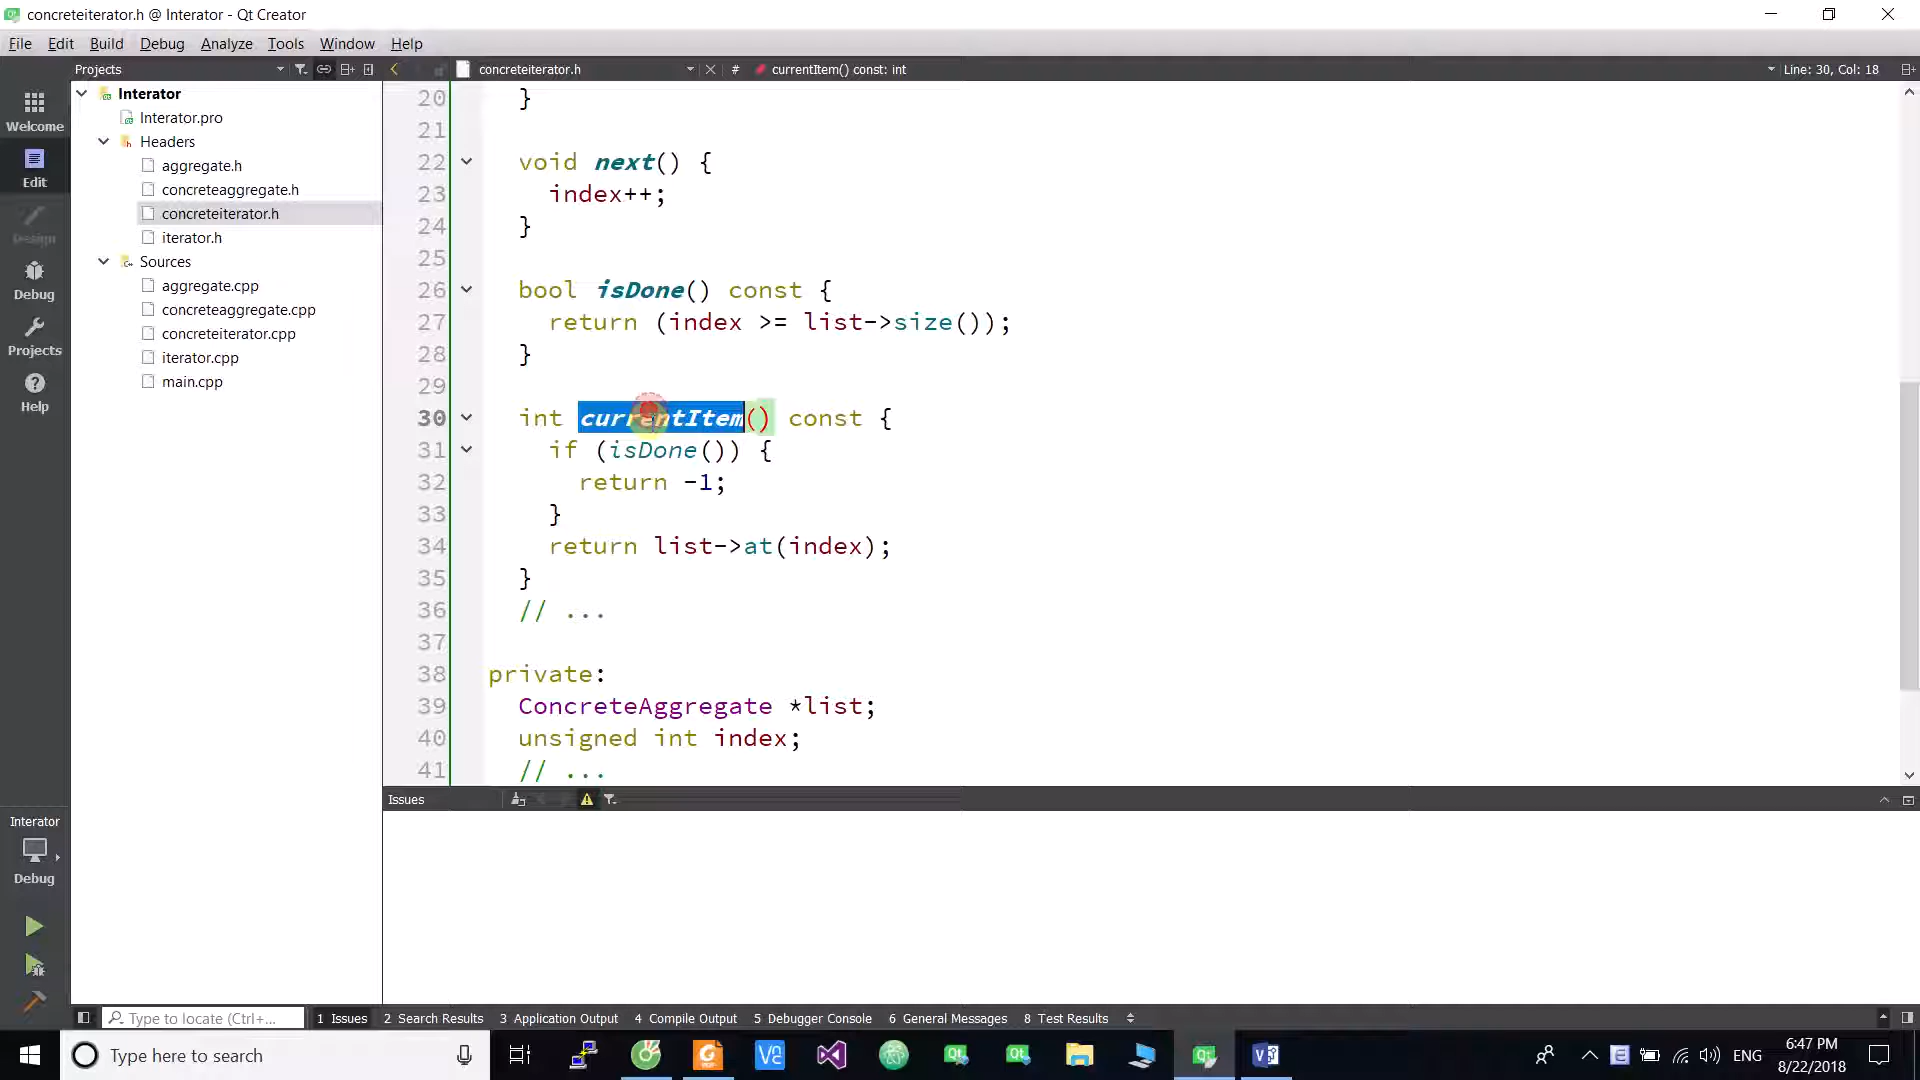 concreteiterator.h @ Interator - Qt Creator
File Edit Build Debug Analyze Tools Window Help
Projects
concreteiterator.h # currentItem() const: int Line: 30, Col: 18
Welcome
Edit
Design
Debug
Projects
Help
Interator
Interator.pro
Headers
aggregate.h
concreteaggregate.h
concreteiterator.h
iterator.h
Sources
aggregate.cpp
concreteaggregate.cpp
concreteiterator.cpp
iterator.cpp
main.cpp
20 }
21
22 void next() {
23 index++;
24 }
25
26 bool isDone() const {
27 return (index >= list->size());
28 }
29
30 int currentItem() const {
31 if (isDone()) {
32 return -1;
33 }
34 return list->at(index);
35 }
36 // ...
37
38 private:
39 ConcreteAggregate *list;
40 unsigned int index;
41 // ...
Issues
Interator
Debug
Type to locate (Ctrl+...
1 Issues 2 Search Results 3 Application Output 4 Compile Output 5 Debugger Console 6 General Messages 8 Test Results
Type here to search
ENG
6:47 PM
8/22/2018